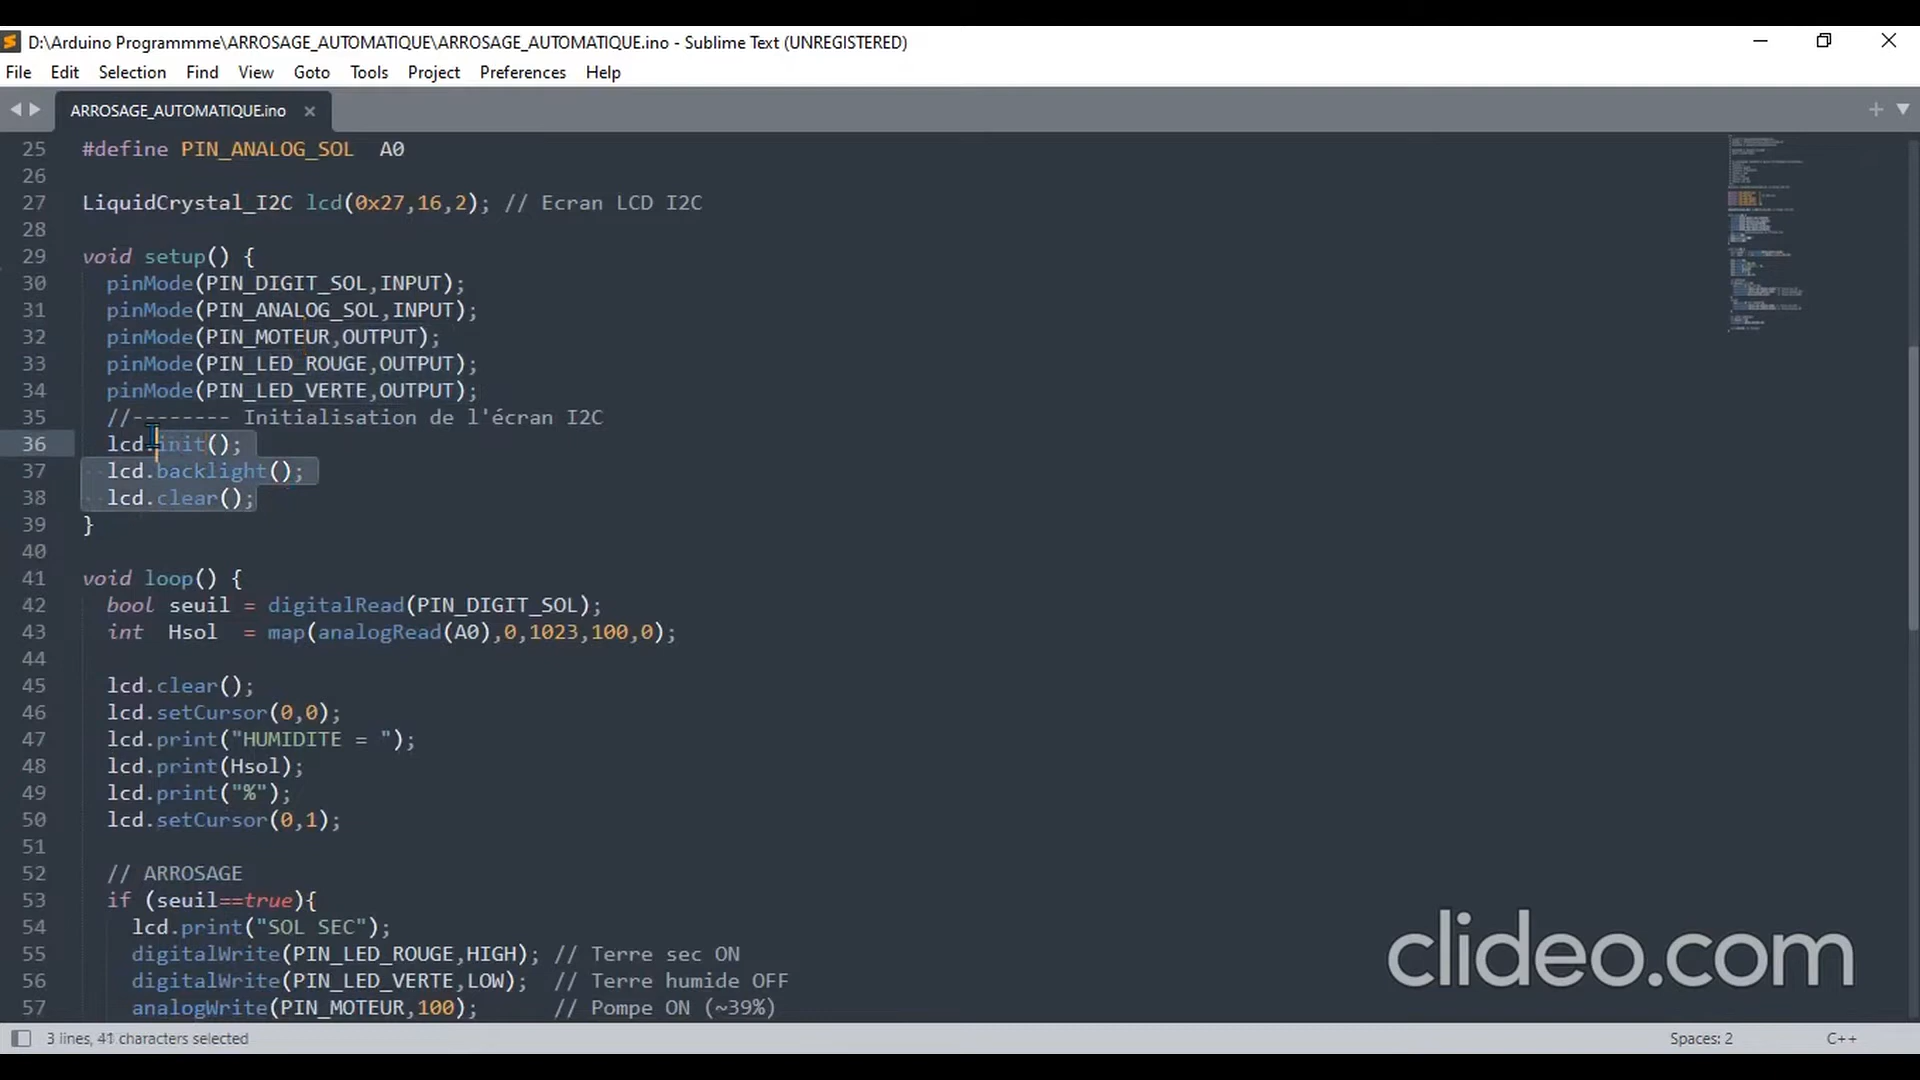 D:\Arduino Programmme\ARROSAGE_AUTOMATIQUE\ARROSAGE_AUTOMATIQUE.ino - Sublime Text (UNREGISTERED)
File Edit Selection Find View Goto Tools Project Preferences Help
ARROSAGE_AUTOMATIQUE.ino
25 #define PIN_ANALOG_SOL  A0
26
27 LiquidCrystal_I2C lcd(0x27,16,2); // Ecran LCD I2C
28
29 void setup() {
30   pinMode(PIN_DIGIT_SOL,INPUT);
31   pinMode(PIN_ANALOG_SOL,INPUT);
32   pinMode(PIN_MOTEUR,OUTPUT);
33   pinMode(PIN_LED_ROUGE,OUTPUT);
34   pinMode(PIN_LED_VERTE,OUTPUT);
35   //-------- Initialisation de l'écran I2C
36   lcd.init();
37   lcd.backlight();
38   lcd.clear();
39 }
40
41 void loop() {
42   bool seuil = digitalRead(PIN_DIGIT_SOL);
43   int  Hsol  = map(analogRead(A0),0,1023,100,0);
44
45   lcd.clear();
46   lcd.setCursor(0,0);
47   lcd.print("HUMIDITE = ");
48   lcd.print(Hsol);
49   lcd.print("%");
50   lcd.setCursor(0,1);
51
52   // ARROSAGE
53   if (seuil==true){
54     lcd.print("SOL SEC");
55     digitalWrite(PIN_LED_ROUGE,HIGH); // Terre sec ON
56     digitalWrite(PIN_LED_VERTE,LOW);  // Terre humide OFF
57     analogWrite(PIN_MOTEUR,100);      // Pompe ON (~39%)
clideo.com
3 lines, 41 characters selected
Spaces: 2
C++